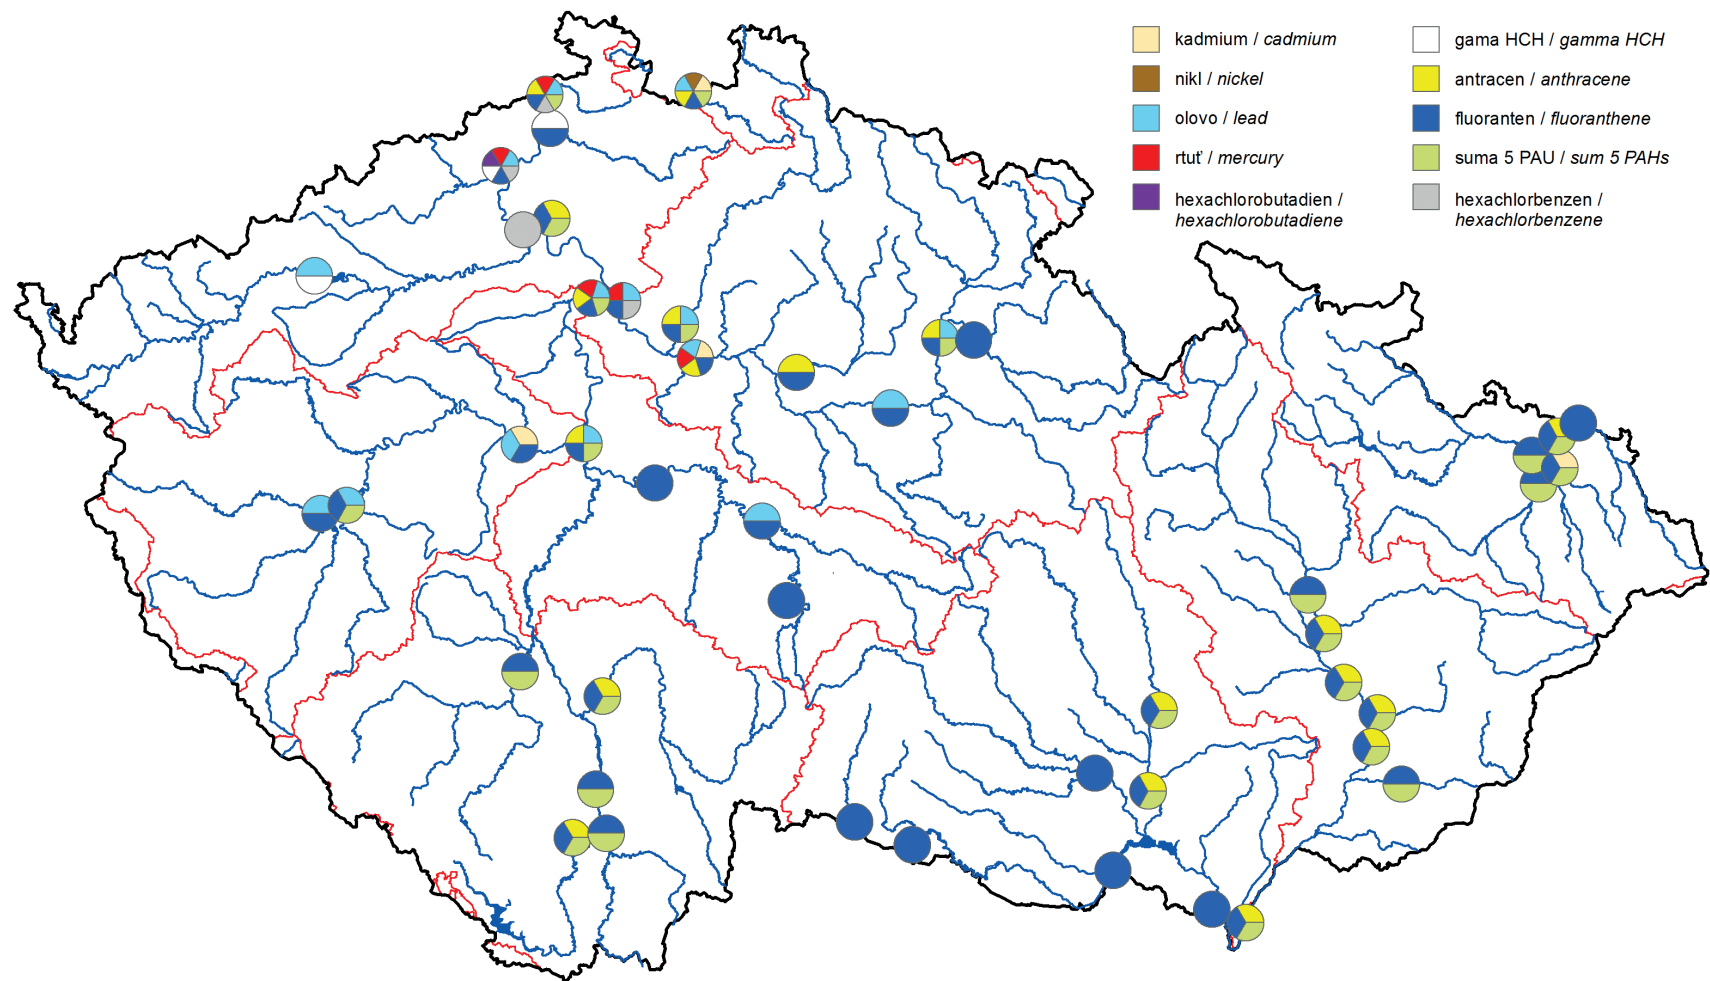 kadmium / cadmium
nikl / nickel
olovo / lead
rtuť / mercury
hexachlorobutadien /
hexachlorobutadiene
gama HCH / gamma HCH
antracen / anthracene
fluoranten / fluoranthene
suma 5 PAU / sum 5 PAHs
hexachlorbenzen /
hexachlorbenzene